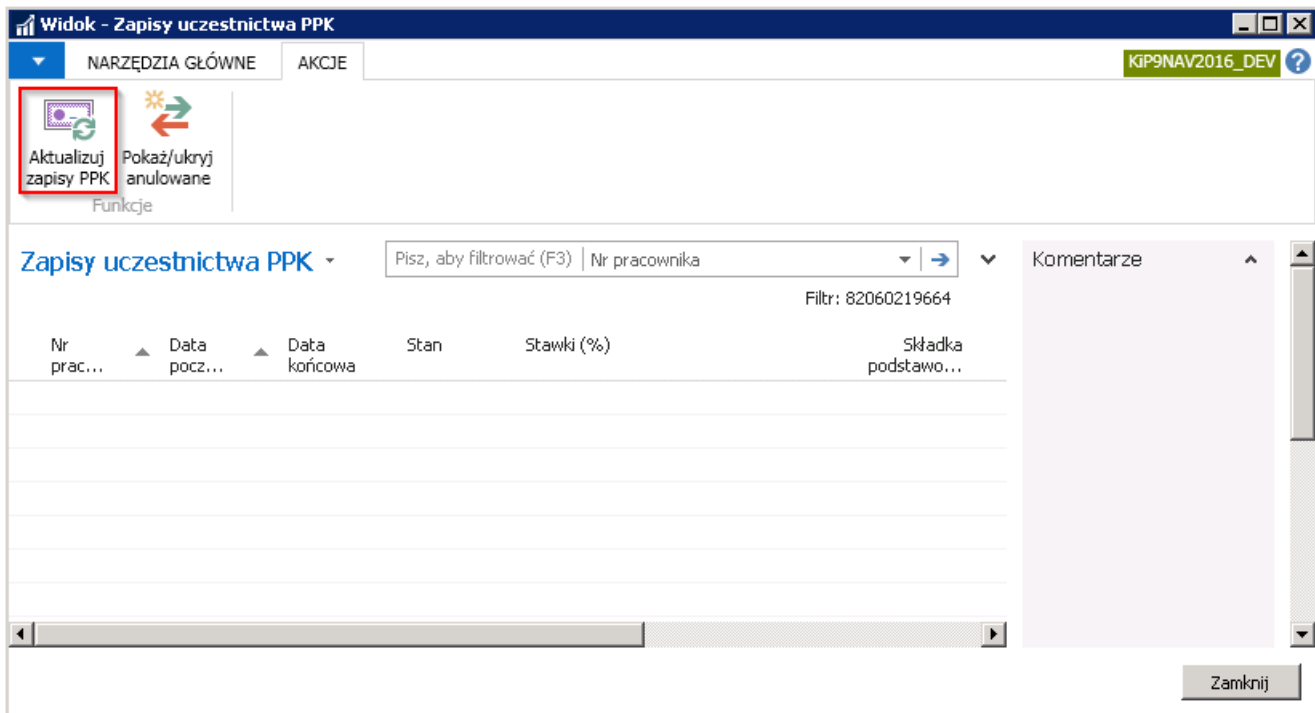 Widok - Zapisy uczestnictwa PPK
NARZĘDZIA GŁÓWNE AKCJE KiP9NAV2016_DEV ?
Aktualizuj zapisy PPK
Pokaż/ukryj anulowane
Funkcje
Zapisy uczestnictwa PPK
Pisz, aby filtrować (F3) Nr pracownika
Komentarze
Filtr: 82060219664
Nr Data Data Stan Stawki (%) Składka
prac... pocz... końcowa podstawo...
Zamknij